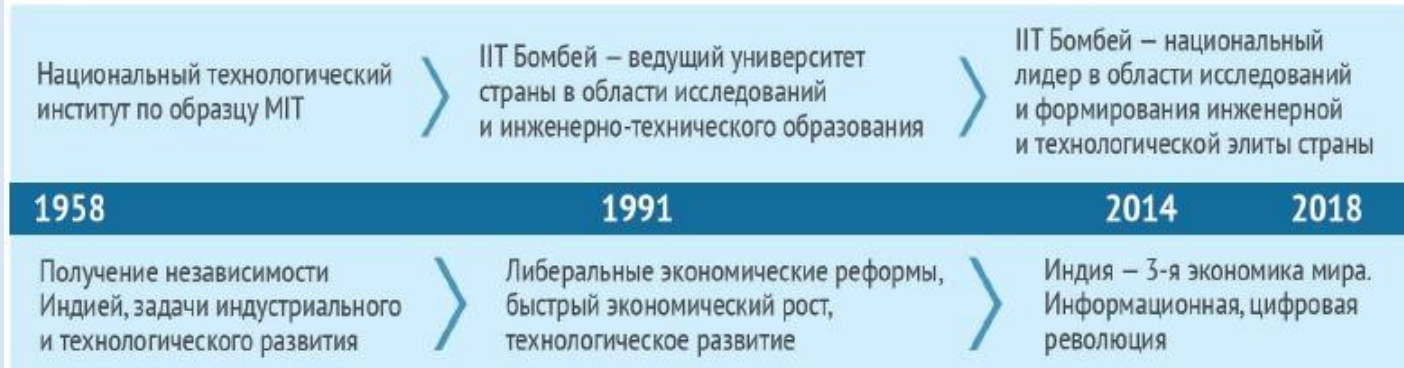 Национальный технологический
институт по образцу MIT
IIT Бомбей — ведущий университет
страны в области исследований
и инженерно-технического образования
IIT Бомбей — национальный
лидер в области исследований
и формирования инженерной
и технологической элиты страны
1958
1991
2014
2018
Получение независимости
Индией, задачи индустриального
и технологического развития
Либеральные экономические реформы,
быстрый экономический рост,
технологическое развитие
Индия — 3-я экономика мира.
Информационная, цифровая
революция